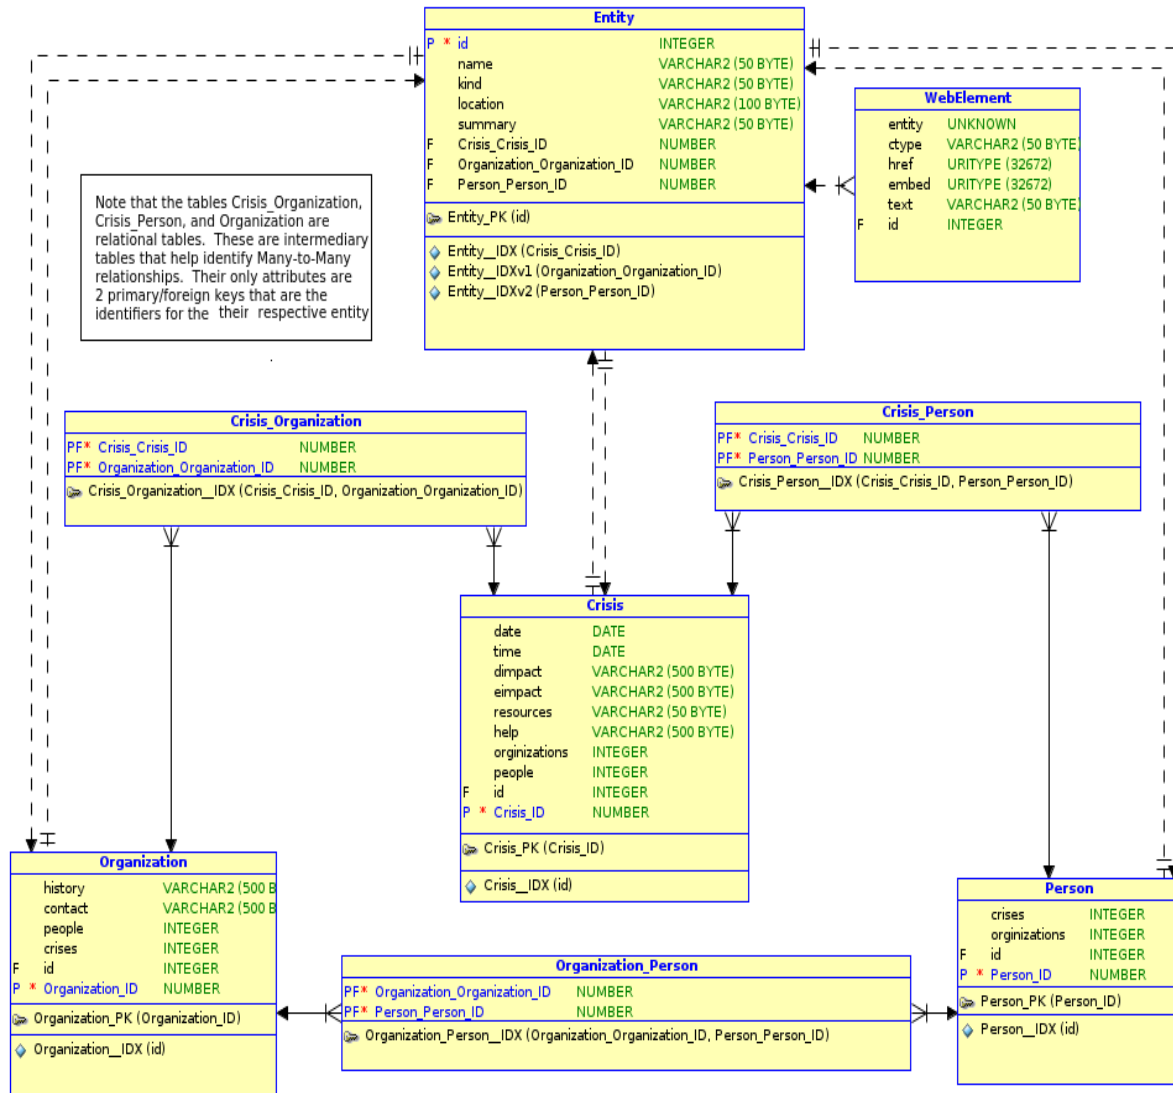 Entity
P * id INTEGER
name VARCHAR2 (50 BYTE)
kind VARCHAR2 (50 BYTE)
location VARCHAR2 (100 BYTE)
summary VARCHAR2 (50 BYTE)
F Crisis_Crisis_ID NUMBER
F Organization_Organization_ID NUMBER
F Person_Person_ID NUMBER
Entity_PK (id)
Entity__IDX (Crisis_Crisis_ID)
Entity__IDXv1 (Organization_Organization_ID)
Entity__IDXv2 (Person_Person_ID)
WebElement
entity UNKNOWN
ctype VARCHAR2 (50 BYTE)
href URITYPE (32672)
embed URITYPE (32672)
text VARCHAR2 (50 BYTE)
F id INTEGER
Note that the tables Crisis_Organization,
Crisis_Person, and Organization are
relational tables. These are intermediary
tables that help identify Many-to-Many
relationships. Their only attributes are
2 primary/foreign keys that are the
identifiers for the their respective entity
Crisis_Organization
PF* Crisis_Crisis_ID NUMBER
PF* Organization_Organization_ID NUMBER
Crisis_Organization__IDX (Crisis_Crisis_ID, Organization_Organization_ID)
Crisis_Person
PF* Crisis_Crisis_ID NUMBER
PF* Person_Person_ID NUMBER
Crisis_Person__IDX (Crisis_Crisis_ID, Person_Person_ID)
Crisis
date DATE
time DATE
dimpact VARCHAR2 (500 BYTE)
eimpact VARCHAR2 (500 BYTE)
resources VARCHAR2 (50 BYTE)
help VARCHAR2 (500 BYTE)
orginizations INTEGER
people INTEGER
F id INTEGER
P * Crisis_ID NUMBER
Crisis_PK (Crisis_ID)
Crisis__IDX (id)
Organization
history VARCHAR2 (500 B
contact VARCHAR2 (500 B
people INTEGER
crises INTEGER
F id INTEGER
P * Organization_ID NUMBER
Organization_PK (Organization_ID)
Organization__IDX (id)
Person
crises INTEGER
orginizations INTEGER
F id INTEGER
P * Person_ID NUMBER
Person_PK (Person_ID)
Person__IDX (id)
Organization_Person
PF* Organization_Organization_ID NUMBER
PF* Person_Person_ID NUMBER
Organization_Person__IDX (Organization_Organization_ID, Person_Person_ID)